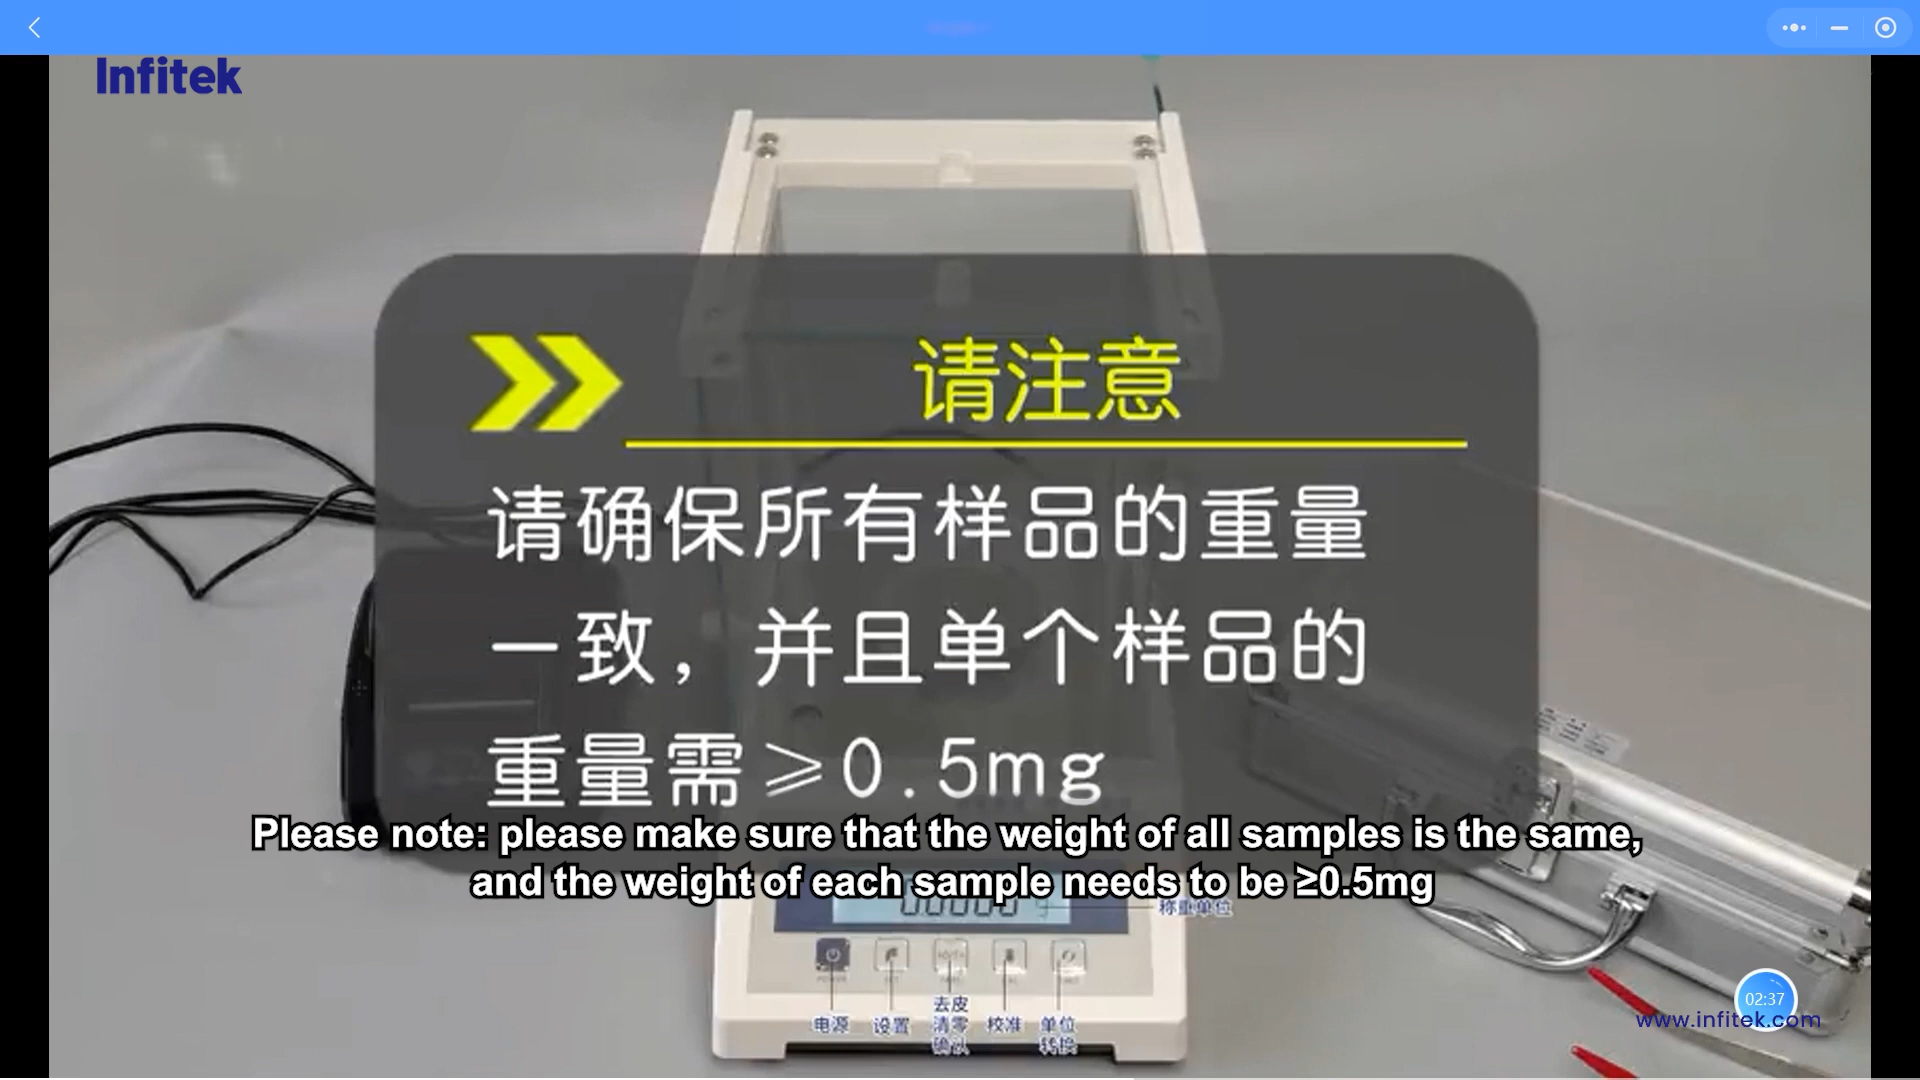 Infitek
请注意
请确保所有样品的重量
一致，并且单个样品的
重量需≥0.5mg
Please note: please make sure that the weight of all samples is the same,
and the weight of each sample needs to be ≥0.5mg
称重单位
电源
设置
去皮
清零
确认
校准
单位
转换
02:37
www.infitek.com